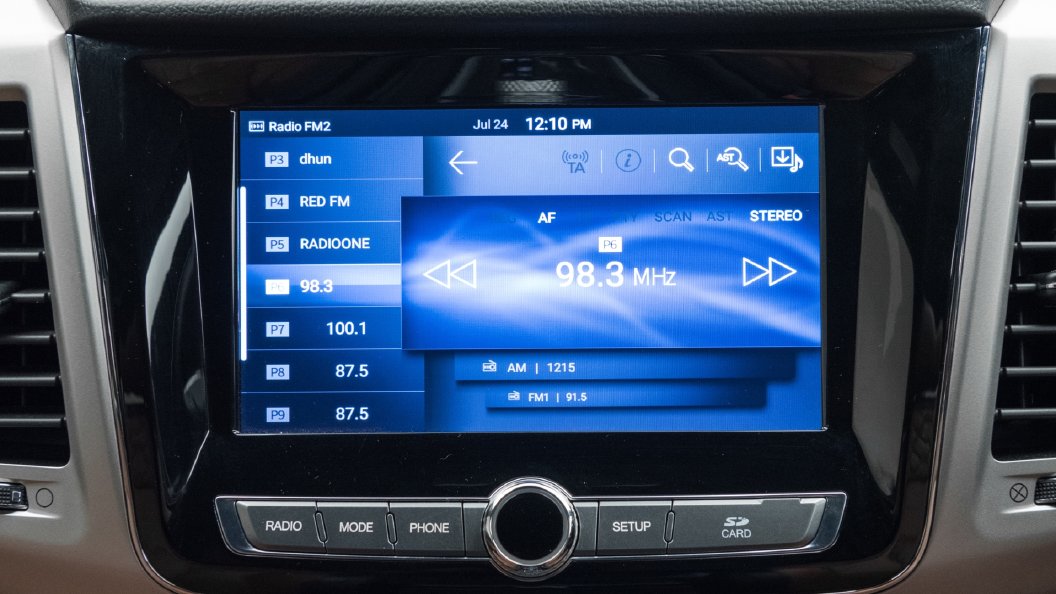 Radio FM2
Jul 24 12:10 PM
P3 dhun
P4 RED FM
P5 RADIOONE
98.3
P7 100.1
P8 87.5
P9 87.5
TA
i
AST
AF SCAN AST STEREO
P6
98.3 MHz
AM | 1215
FM1 | 91.5
RADIO
MODE
PHONE
SETUP
SD
CARD